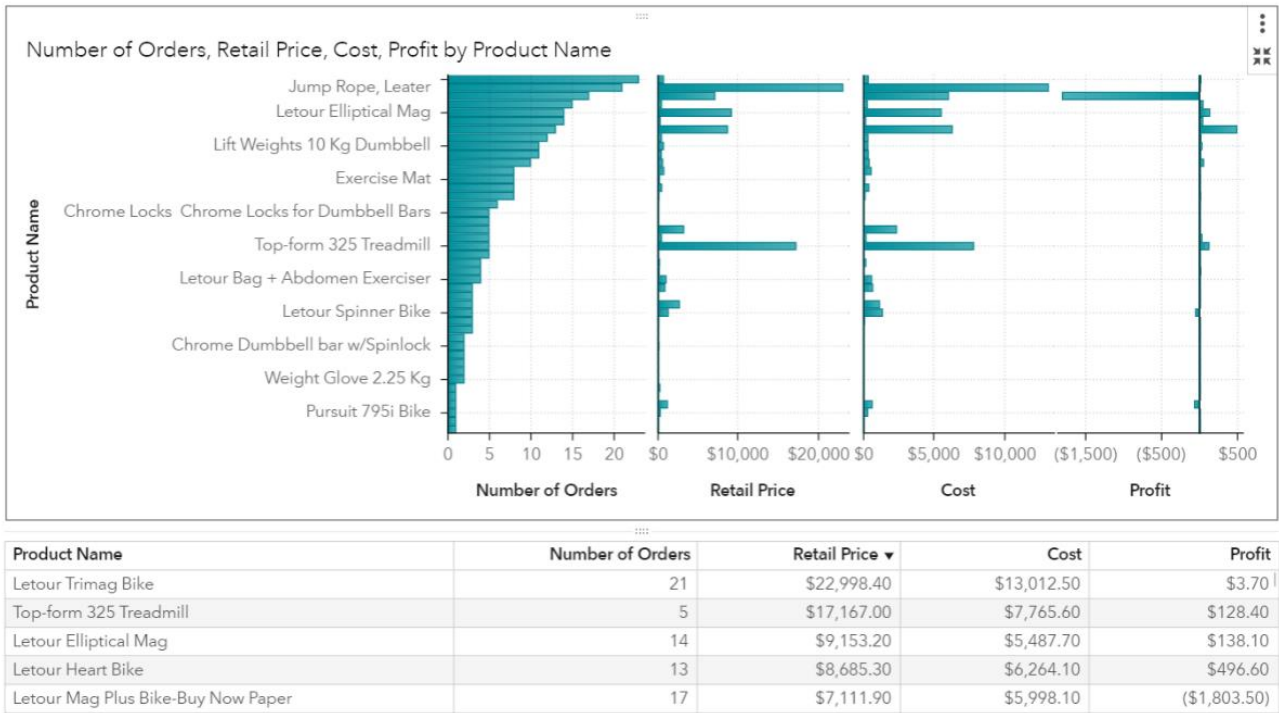 Number of Orders, Retail Price, Cost, Profit by Product Name
Product Name
Jump Rope, Leater
Letour Elliptical Mag
Lift Weights 10 Kg Dumbbell
Exercise Mat
Chrome Locks  Chrome Locks for Dumbbell Bars
Top-form 325 Treadmill
Letour Bag + Abdomen Exerciser
Letour Spinner Bike
Chrome Dumbbell bar w/Spinlock
Weight Glove 2.25 Kg
Pursuit 795i Bike
0 5 10 15 20 $0 $10,000 $20,000 $0 $5,000 $10,000 ($1,500) ($500) $500
Number of Orders Retail Price Cost Profit
Product Name Number of Orders Retail Price Cost Profit
Letour Trimag Bike 21 $22,998.40 $13,012.50 $3.70
Top-form 325 Treadmill 5 $17,167.00 $7,765.60 $128.40
Letour Elliptical Mag 14 $9,153.20 $5,487.70 $138.10
Letour Heart Bike 13 $8,685.30 $6,264.10 $496.60
Letour Mag Plus Bike-Buy Now Paper 17 $7,111.90 $5,998.10 ($1,803.50)